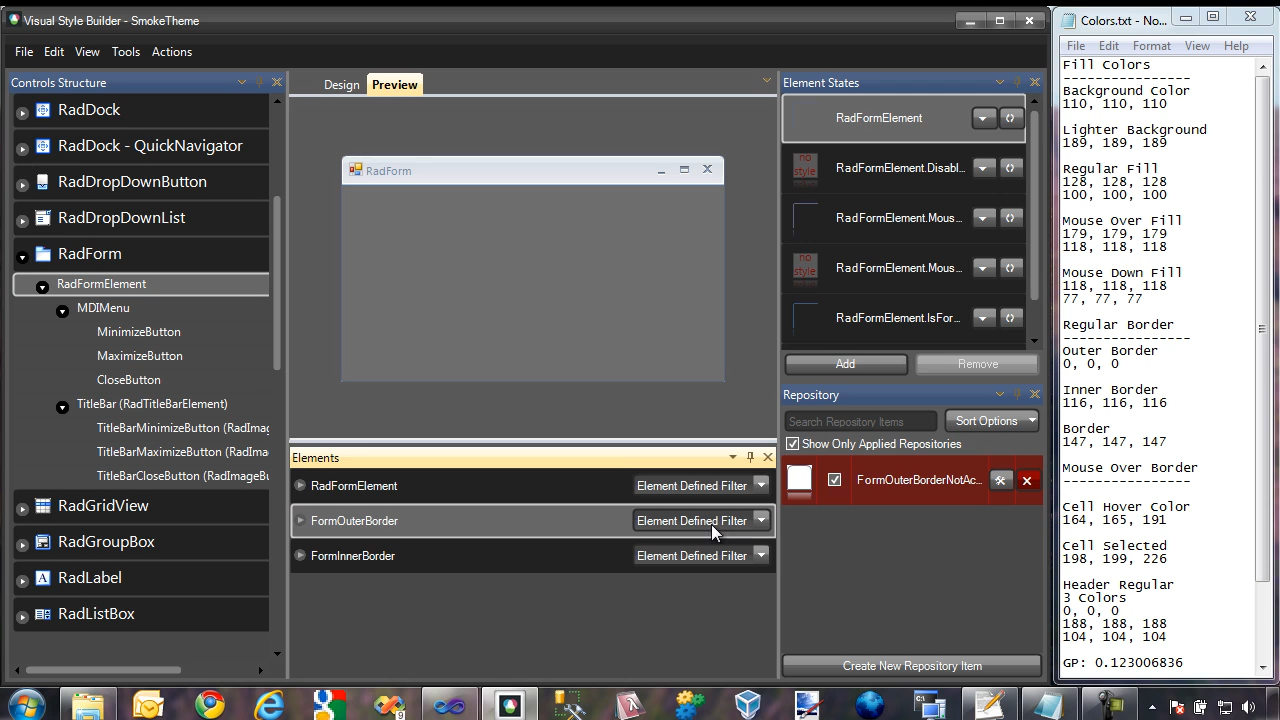 Visual Style Builder - SmokeTheme
File Edit View Tools Actions
Controls Structure
RadDock
RadDock - QuickNavigator
RadDropDownButton
RadDropDownList
RadForm
RadFormElement
MDIMenu
MinimizeButton
MaximizeButton
CloseButton
TitleBar (RadTitleBarElement)
TitleBarMinimizeButton (RadImag
TitleBarMaximizeButton (RadIma
TitleBarCloseButton (RadImageBu
RadGridView
RadGroupBox
RadLabel
RadListBox
Design Preview
RadForm
Elements
RadFormElement Element Defined Filter
FormOuterBorder Element Defined Filter
FormInnerBorder Element Defined Filter
Element States
RadFormElement
no style RadFormElement.Disabl...
RadFormElement.Mous...
no style RadFormElement.Mous...
RadFormElement.IsFor...
Add Remove
Repository
Search Repository Items Sort Options
Show Only Applied Repositories
FormOuterBorderNotAc...
Create New Repository Item
Colors.txt - No...
File Edit Format View Help
Fill Colors
----------------
Background Color
110, 110, 110
Lighter Background
189, 189, 189
Regular Fill
128, 128, 128
100, 100, 100
Mouse Over Fill
179, 179, 179
118, 118, 118
Mouse Down Fill
118, 118, 118
77, 77, 77
Regular Border
----------------
Outer Border
0, 0, 0
Inner Border
116, 116, 116
Border
147, 147, 147
Mouse Over Border
----------------
Cell Hover Color
164, 165, 191
Cell Selected
198, 199, 226
Header Regular
3 Colors
0, 0, 0
188, 188, 188
104, 104, 104
GP: 0.123006836
9